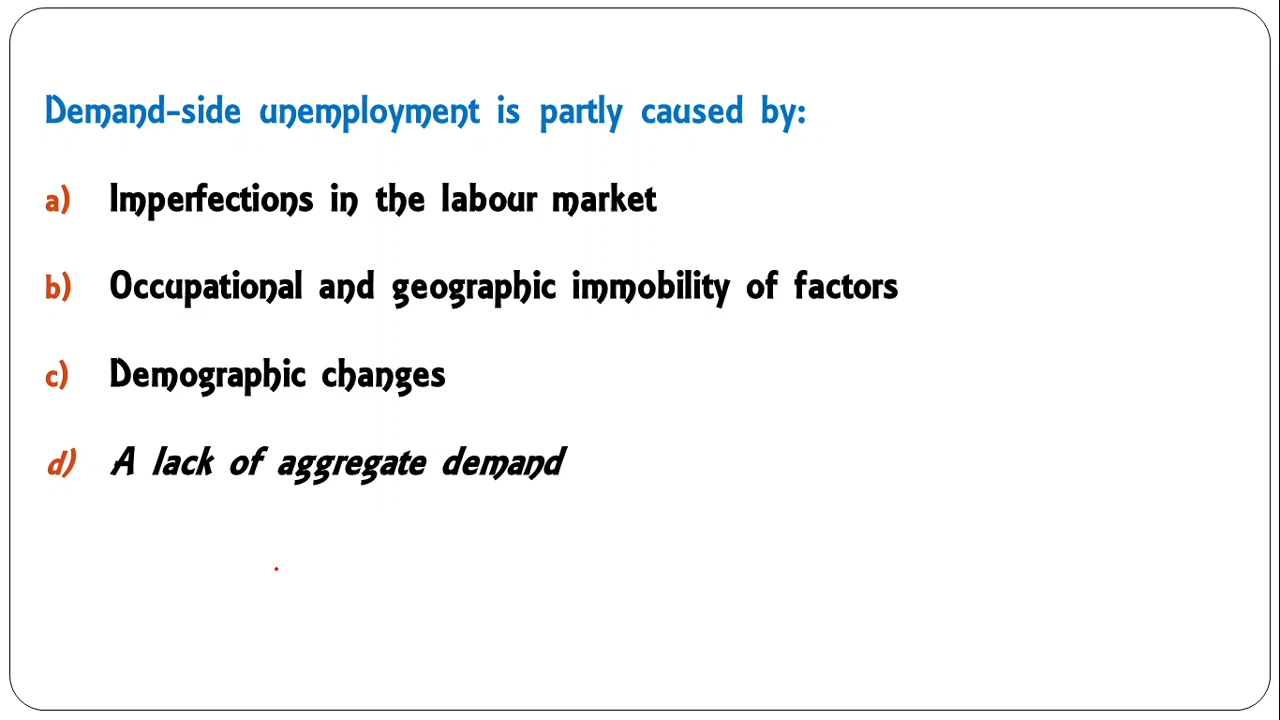 Demand-side unemployment is partly caused by:
a) Imperfections in the labour market
b) Occupational and geographic immobility of factors
c) Demographic changes
d) A lack of aggregate demand